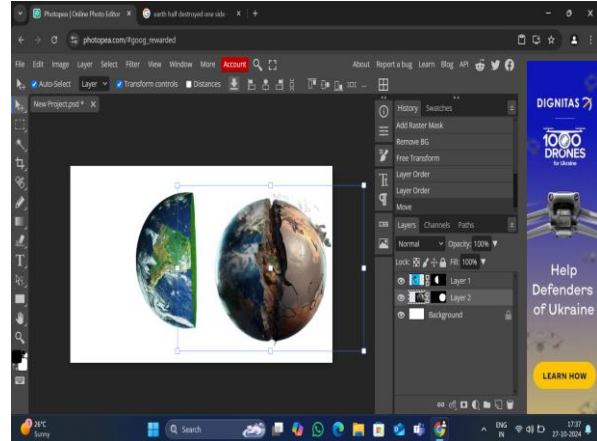 Photopea | Online Photo Editor
earth half destroyed one side -
photopea.com/#goog_rewarded
File Edit Image Layer Select Filter View Window More Account
About Report a bug Learn Blog API
Auto-Select Layer Transform controls Distances
New Project.psd *
History Swatches
Add Raster Mask
Remove BG
Free Transform
Layer Order
Layer Order
Move
CSS
Layers Channels Paths
Normal Opacity: 100%
Lock: Fill: 100%
Layer 1
Layer 2
Background
DIGNITAS
1000
DRONES
for Ukraine
Help
Defenders
of Ukraine
LEARN HOW
26°C
Sunny
Search
ENG
IN
17:37
27-10-2024